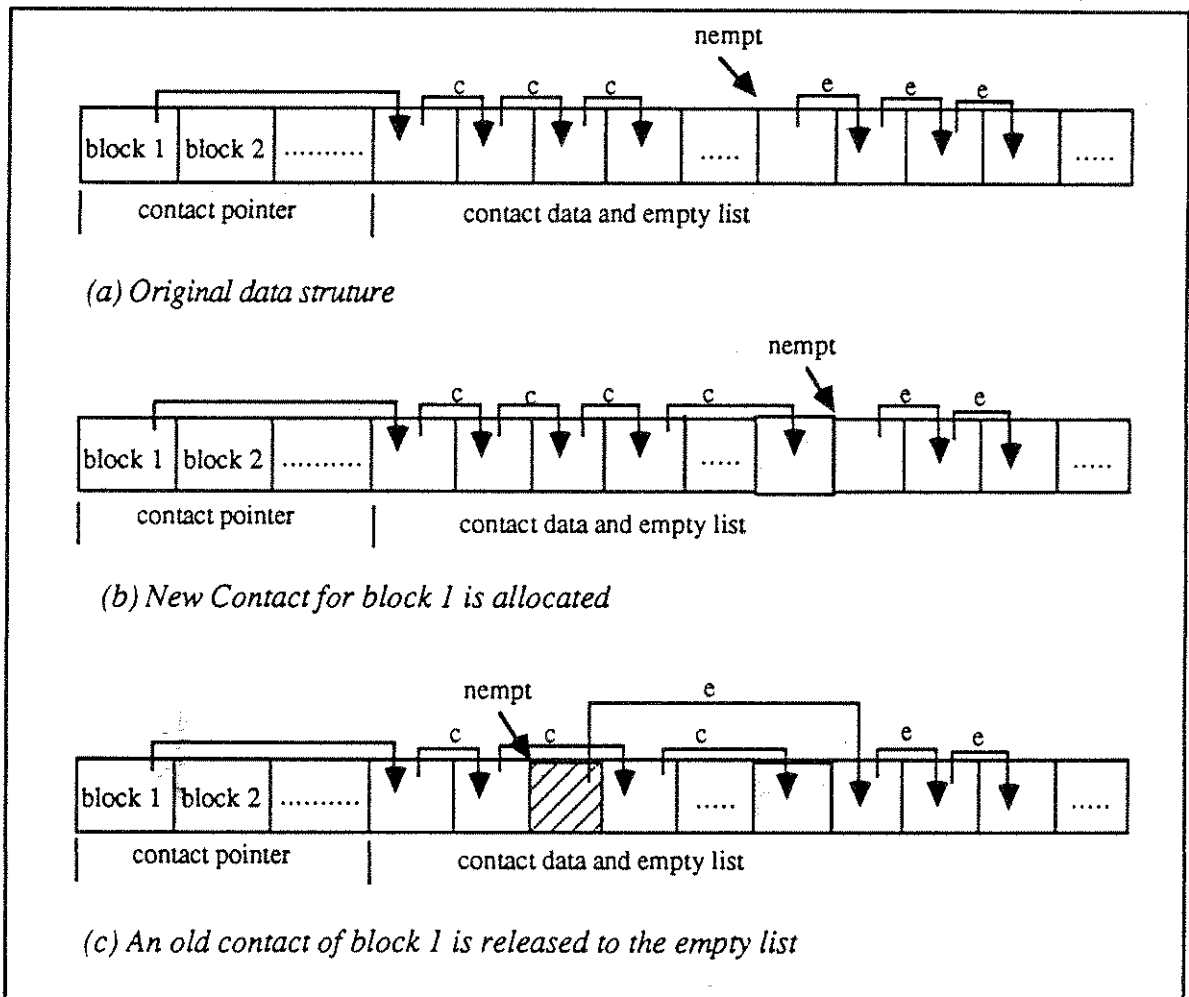 nempt
c c c e e e
block 1 block 2 .......... ..... .....
contact pointer contact data and empty list
(a) Original data struture
nempt
c c c c e e
block 1 block 2 .......... ..... .....
contact pointer contact data and empty list
(b) New Contact for block 1 is allocated
nempt e
c c c e e
block 1 block 2 .......... ..... .....
contact pointer contact data and empty list
(c) An old contact of block 1 is released to the empty list